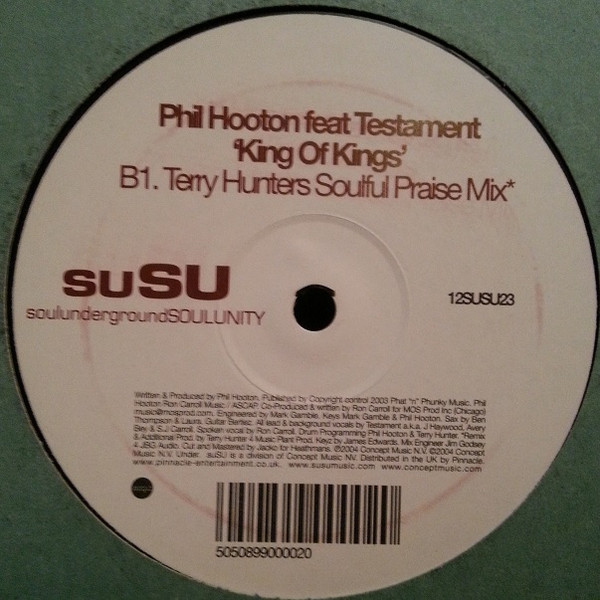 Phil Hooton feat Testament
'King Of Kings'
B1. Terry Hunters Soulful Praise Mix*
suSU
soulundergroundSOULUNITY
12SUSU23
Written & Produced by Phil Hooton. Published by Copyright control 2003 Phat "n" Phunky Music. Phil
Hooton Ron Carroll Music / ASCAP. Co-Produced & written by Ron Carroll for MOS Prod Inc (Chicago)
music@mosprod.com. Engineered by Mark Gamble. Keys Mark Gamble & Phil Hooton. Sax by Ben
Thompson & Laura. Guitar Bertiez. All lead & background vocals by Testament a.k.a. J Haywood, Avery
Bley & SJ Carroll. Spoken vocal by Ron Carroll. Drum Programming Phil Hooton & Terry Hunter. *Remix
& Additional Prod. by Terry Hunter 4 Music Plant Prod. Keyz by James Edwards. Mix Engineer Jim Godsey
4 JBG Audio. Cut and Mastered by Jacko for Heathmans. ©2004 Concept Music N.V. ©2004 Concept
Music N.V. Under. suSU is a division of Concept Music NV. Distributed in the UK by Pinnacle.
www.pinnacle-entertainment.co.uk. www.susumusic.com www.conceptmusic.com
5050899000020